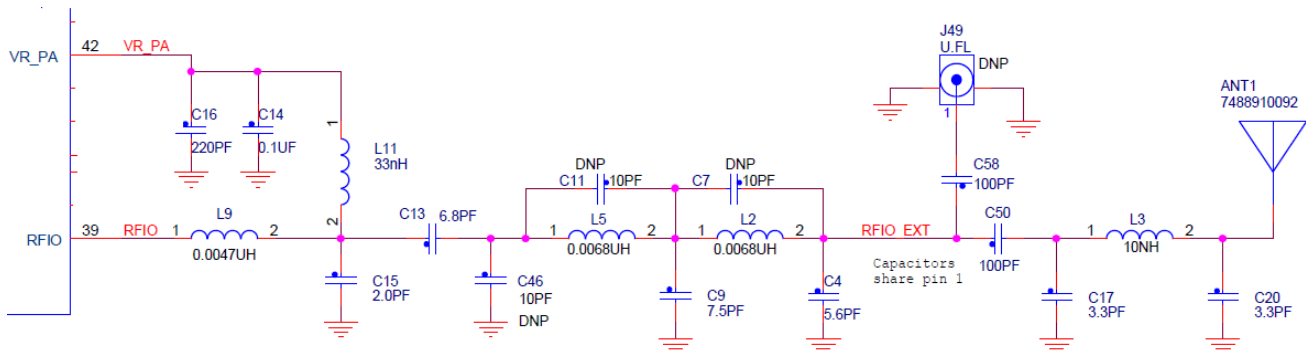 J49
U.FL
VR_PA
42
VR_PA
DNP
ANT1
7488910092
1
C16
C14
1
220PF
0.1UF
L11
33nH
DNP
DNP
C58
C11
10PF
C7
10PF
100PF
2
C13
6.8PF
C50
RFIO
39
RFIO
1
L9
2
1
L5
2
1
L2
2
RFIO_EXT
1
L3
2
0.0047UH
0.0068UH
0.0068UH
10NH
Capacitors
share pin 1
100PF
C15
2.0PF
C46
10PF
DNP
C9
7.5PF
C4
5.6PF
C17
3.3PF
C20
3.3PF